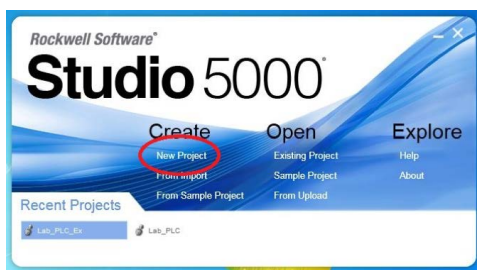 Rockwell Software®
Studio 5000®
Create Open Explore
New Project Existing Project Help
From Import Sample Project About
From Sample Project From Upload
Recent Projects
Lab_PLC_Ex Lab_PLC